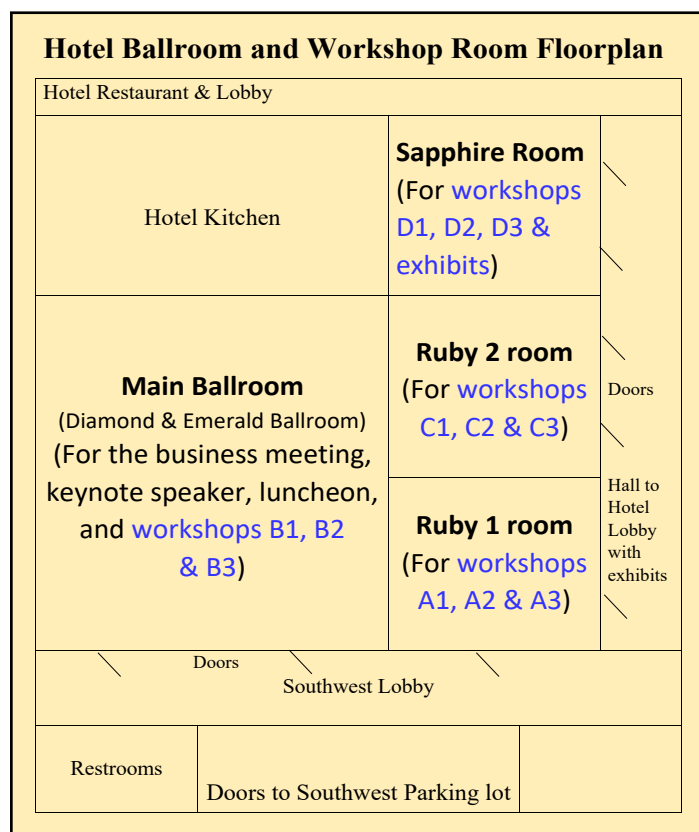 Hotel Ballroom and Workshop Room Floorplan
Hotel Restaurant & Lobby
Hotel Kitchen
Sapphire Room
(For workshops
D1, D2, D3 &
exhibits)
Main Ballroom
(Diamond & Emerald Ballroom)
(For the business meeting,
keynote speaker, luncheon,
and workshops B1, B2
& B3)
Ruby 2 room
(For workshops
C1, C2 & C3)
Doors
Ruby 1 room
(For workshops
A1, A2 & A3)
Hall to
Hotel
Lobby
with
exhibits
Doors
Southwest Lobby
Restrooms
Doors to Southwest Parking lot